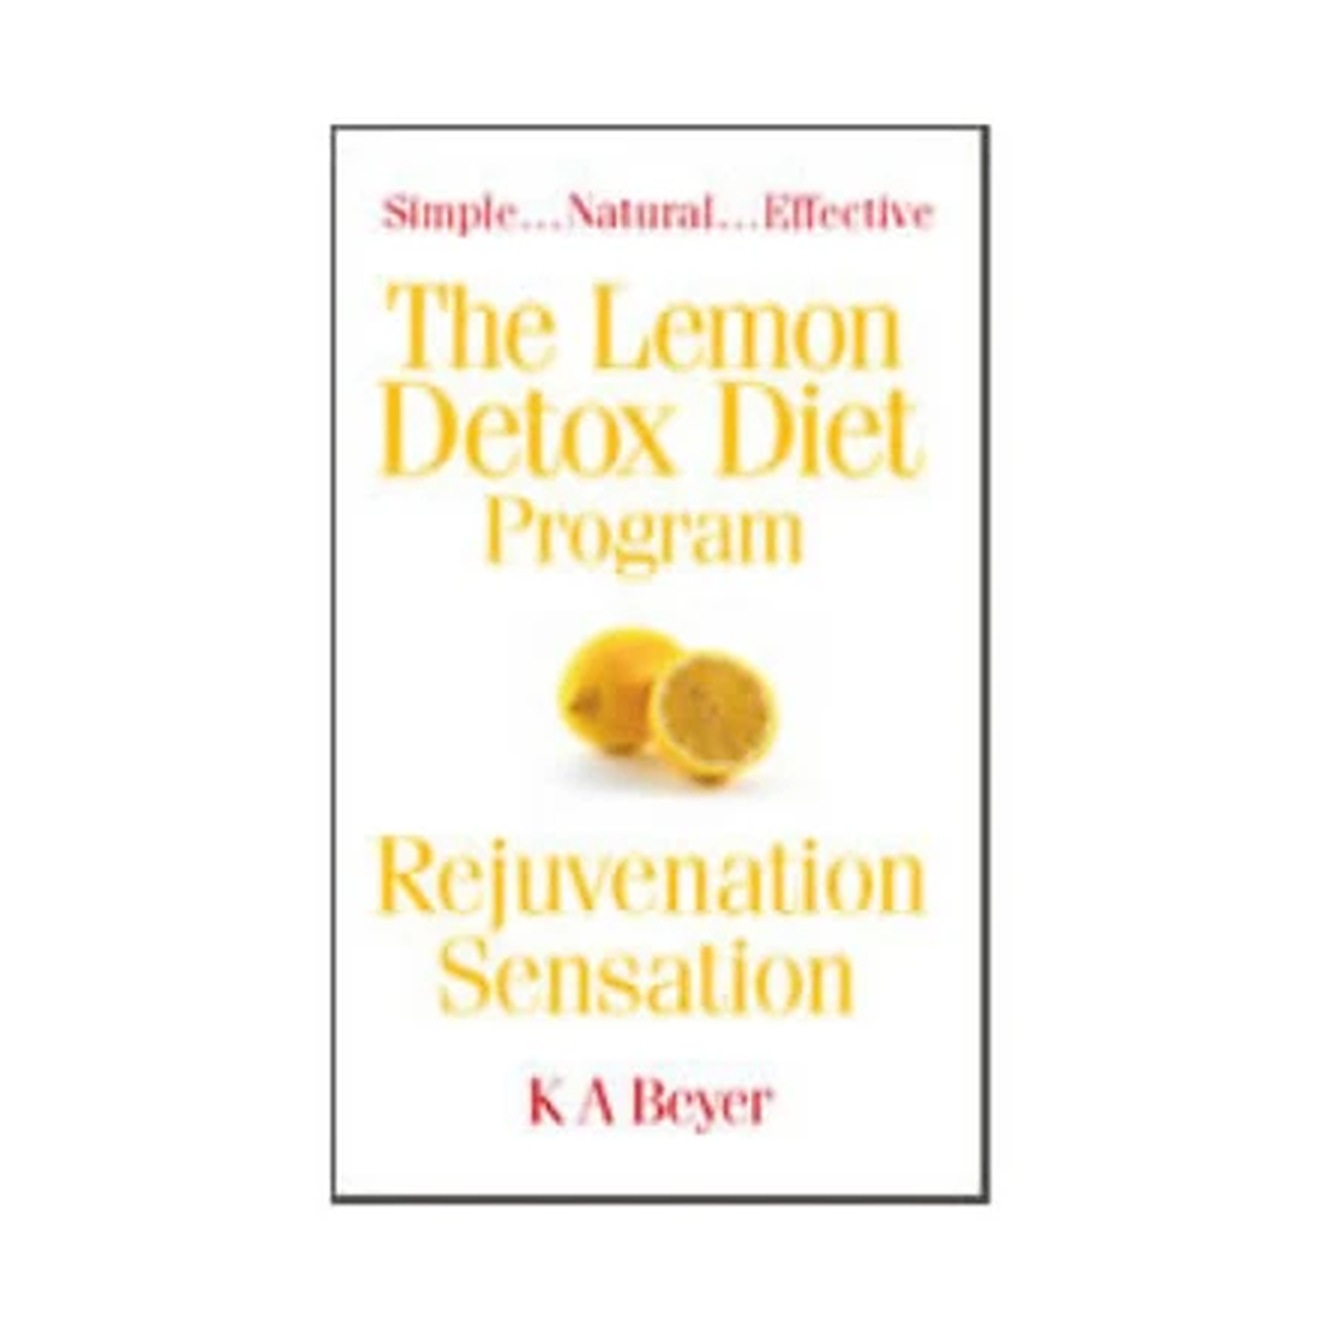 Simple...Natural...Effective
The Lemon
Detox Diet
Program
Rejuvenation
Sensation
K A Beyer